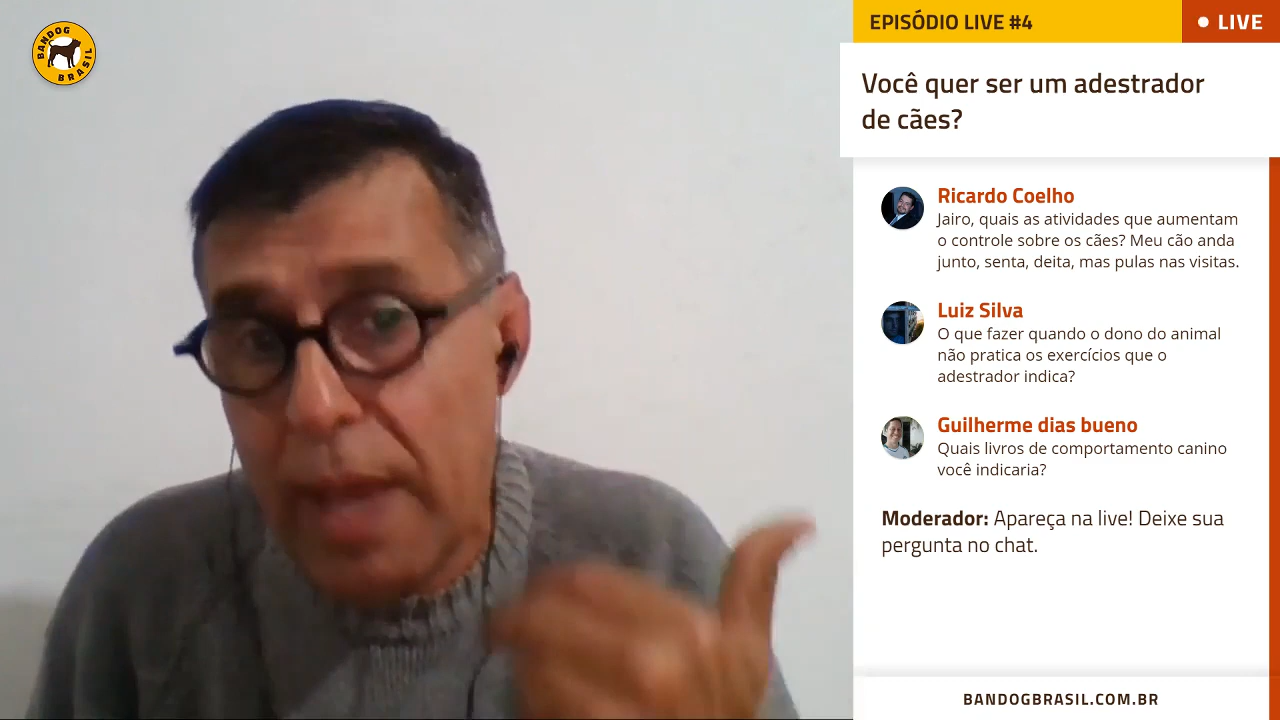 BANDOG
BRASIL
EPISÓDIO LIVE #4
LIVE
Você quer ser um adestrador
de cães?
Ricardo Coelho
Jairo, quais as atividades que aumentam
o controle sobre os cães? Meu cão anda
junto, senta, deita, mas pulas nas visitas.
Luiz Silva
O que fazer quando o dono do animal
não pratica os exercícios que o
adestrador indica?
Guilherme dias bueno
Quais livros de comportamento canino
você indicaria?
Moderador: Apareça na live! Deixe sua
pergunta no chat.
BANDOGBRASIL.COM.BR